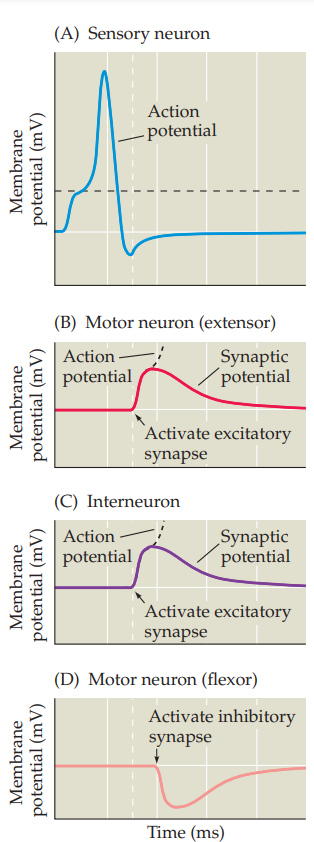 (A) Sensory neuron
Membrane
potential (mV)
Action
potential
(B) Motor neuron (extensor)
Membrane
potential (mV)
Action
potential
Synaptic
potential
Activate excitatory
synapse
(C) Interneuron
Membrane
potential (mV)
Action
potential
Synaptic
potential
Activate excitatory
synapse
(D) Motor neuron (flexor)
Membrane
potential (mV)
Activate inhibitory
synapse
Time (ms)